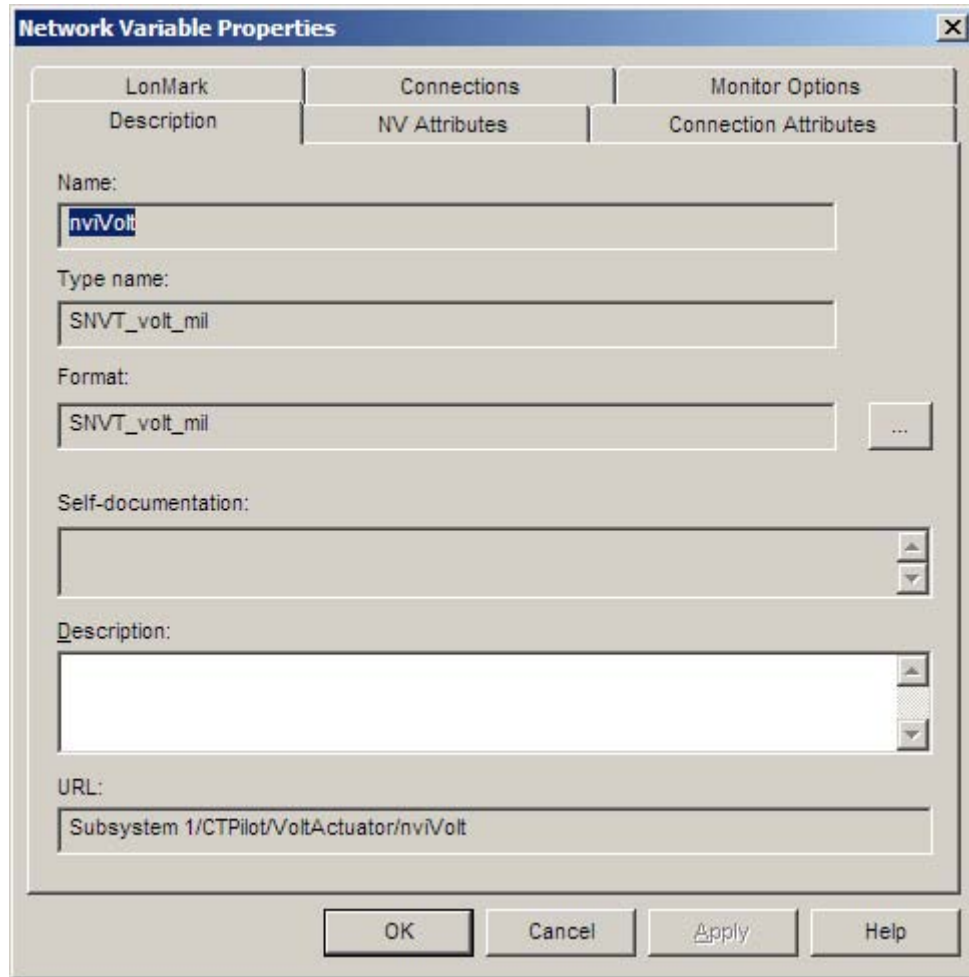 Network Variable Properties
LonMark Connections Monitor Options
Description NV Attributes Connection Attributes
Name:
nviVolt
Type name:
SNVT_volt_mil
Format:
SNVT_volt_mil
...
Self-documentation:
Description:
URL:
Subsystem 1/CTPilot/VoltActuator/nviVolt
OK Cancel Apply Help